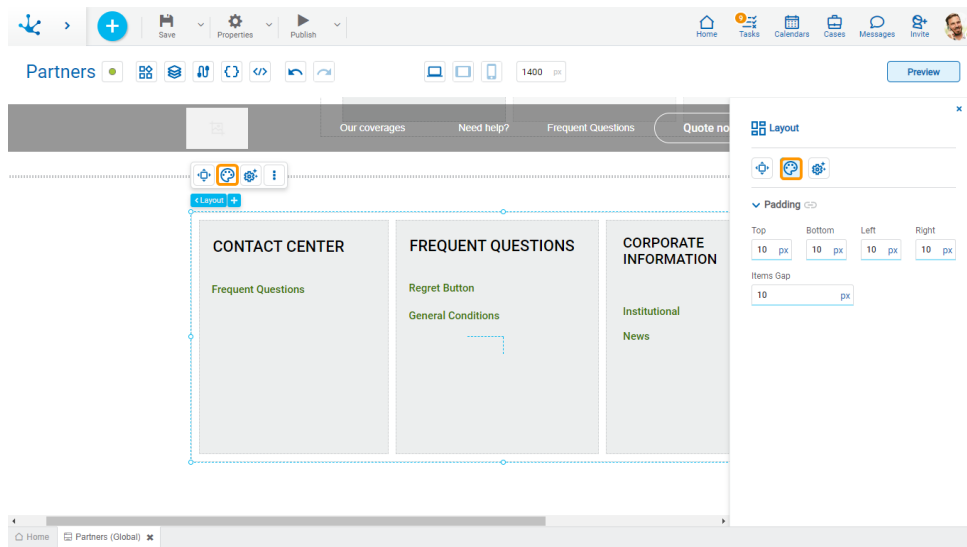 Save
Properties
Publish
Home
9
Tasks
Calendars
Cases
Messages
Invite
Partners
1400 px
Preview
Our coverages Need help? Frequent Questions Quote no
Layout
Layout
Padding
Top Bottom Left Right
10 px 10 px 10 px 10 px
Items Gap
10 px
CONTACT CENTER
Frequent Questions
FREQUENT QUESTIONS
Regret Button
General Conditions
CORPORATE
INFORMATION
Institutional
News
Home Partners (Global)